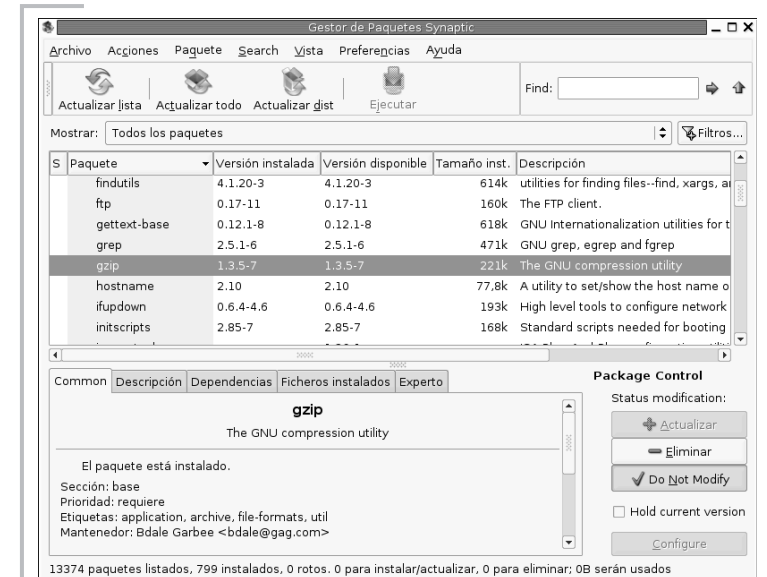 Gestor de Paquetes Synaptic
Archivo Acciones Paquete Search Vista Preferencias Ayuda
Actualizar lista Actualizar todo Actualizar dist Ejecutar Find:
Mostrar: Todos los paquetes Filtros...
S Paquete Versión instalada Versión disponible Tamaño inst. Descripción
findutils 4.1.20-3 4.1.20-3 614k utilities for finding files--find, xargs,
ftp 0.17-11 0.17-11 160k The FTP client.
gettext-base 0.12.1-8 0.12.1-8 618k GNU Internationalization utilities for t
grep 2.5.1-6 2.5.1-6 471k GNU grep, egrep and fgrep
gzip 1.3.5-7 1.3.5-7 221k The GNU compression utility
hostname 2.10 2.10 77,8k A utility to set/show the host name o
ifupdown 0.6.4-4.6 0.6.4-4.6 193k High level tools to configure network
initscripts 2.85-7 2.85-7 168k Standard scripts needed for booting
Common Descripción Dependencias Ficheros instalados Experto
gzip
The GNU compression utility
El paquete está instalado.
Sección: base
Prioridad: requiere
Etiquetas: application, archive, file-formats, util
Mantenedor: Bdale Garbee <bdale@gag.com>
Package Control
Status modification:
Actualizar
Eliminar
Do Not Modify
Hold current version
Configure
13374 paquetes listados, 799 instalados, 0 rotos. 0 para instalar/actualizar, 0 para eliminar; 0B serán usados